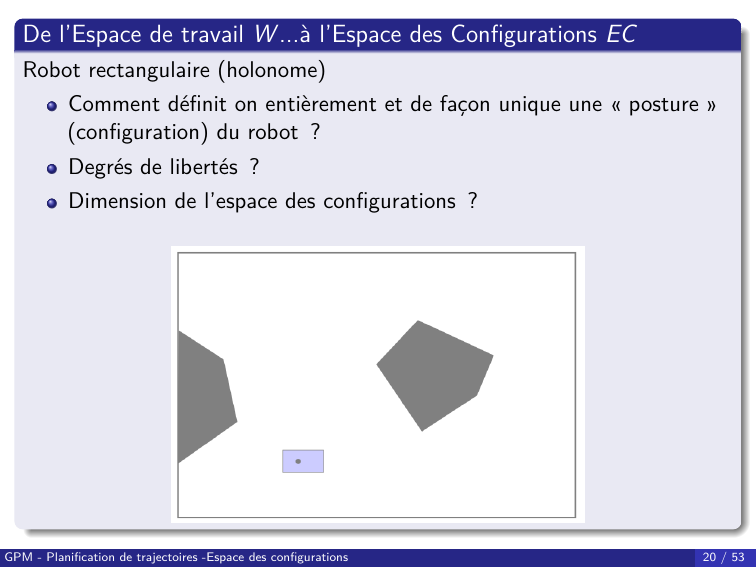 De l'Espace de travail W...à l'Espace des Configurations EC
Robot rectangulaire (holonome)
Comment définit on entièrement et de façon unique une « posture »
(configuration) du robot ?
Degrés de libertés ?
Dimension de l'espace des configurations ?
GPM - Planification de trajectoires -Espace des configurations
20 / 53